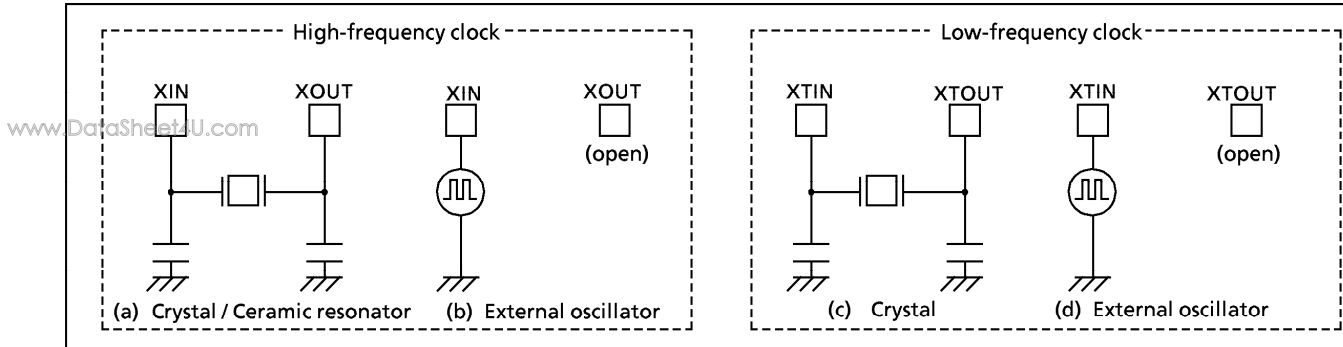 High-frequency clock
Low-frequency clock
XIN
XOUT
XIN
XOUT
XTIN
XTOUT
XTIN
XTOUT
www.DataSheet4U.com
(open)
(open)
(a) Crystal / Ceramic resonator
(b) External oscillator
(c) Crystal
(d) External oscillator